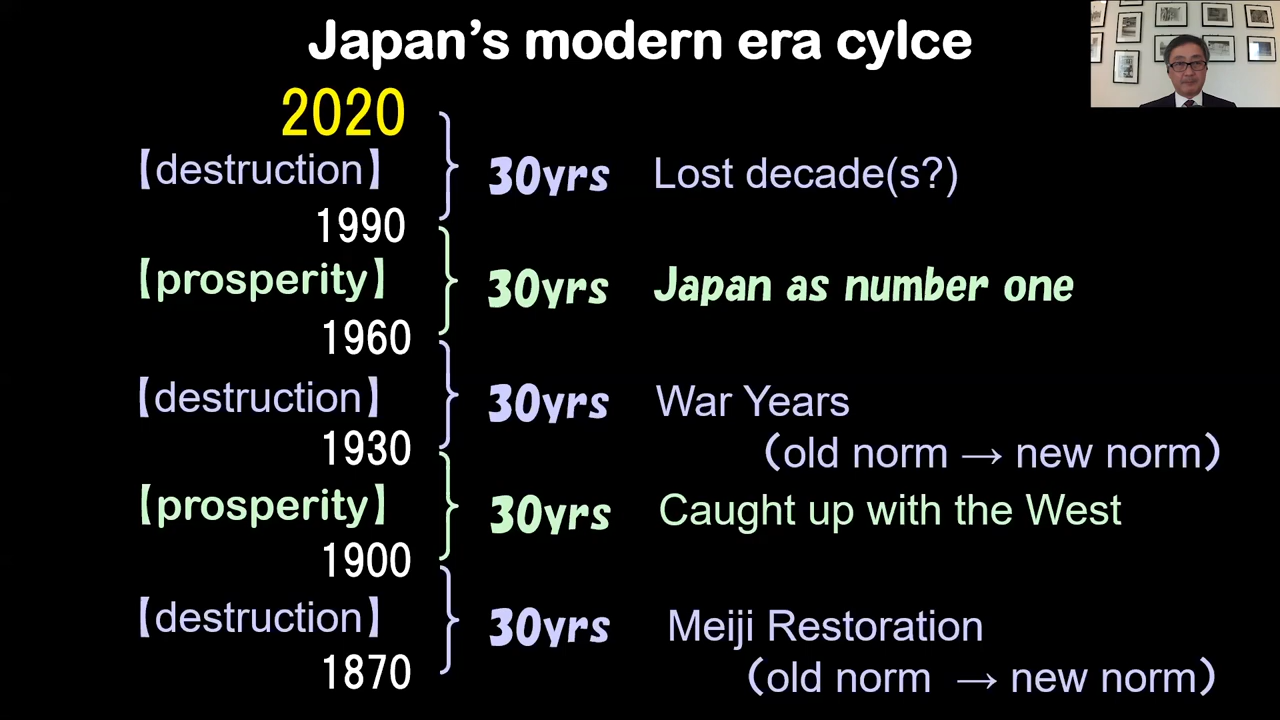 Japan's modern era cylce
2020
【destruction】 30yrs Lost decade(s?)
1990
【prosperity】 30yrs Japan as number one
1960
【destruction】 30yrs War Years
1930 （old norm → new norm）
【prosperity】 30yrs Caught up with the West
1900
【destruction】 30yrs Meiji Restoration
1870 （old norm → new norm）